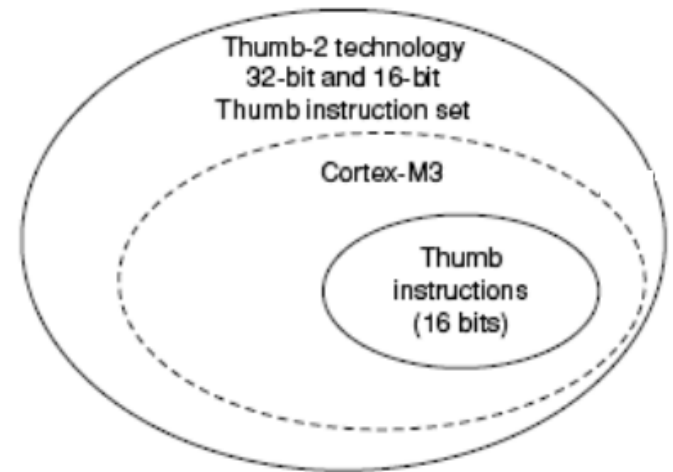 Thumb-2 technology
32-bit and 16-bit
Thumb instruction set
Cortex-M3
Thumb
instructions
(16 bits)